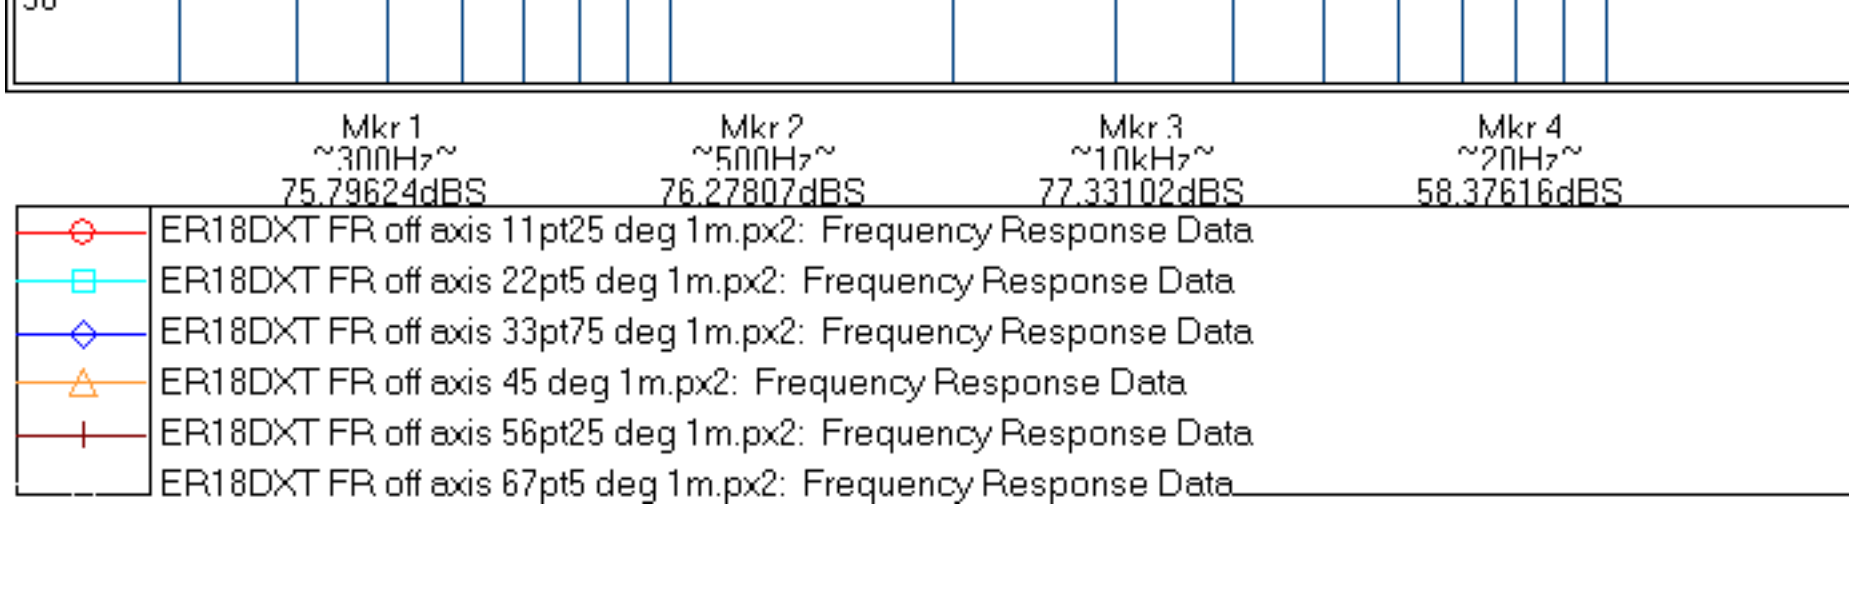 Mkr 1 Mkr 2 Mkr 3 Mkr 4
~300Hz~ ~500Hz~ ~10kHz~ ~20Hz~
75.79624dBS 76.27807dBS 77.33102dBS 58.37616dBS
ER18DXT FR off axis 11pt25 deg 1m.px2: Frequency Response Data
ER18DXT FR off axis 22pt5 deg 1m.px2: Frequency Response Data
ER18DXT FR off axis 33pt75 deg 1m.px2: Frequency Response Data
ER18DXT FR off axis 45 deg 1m.px2: Frequency Response Data
ER18DXT FR off axis 56pt25 deg 1m.px2: Frequency Response Data
ER18DXT FR off axis 67pt5 deg 1m.px2: Frequency Response Data